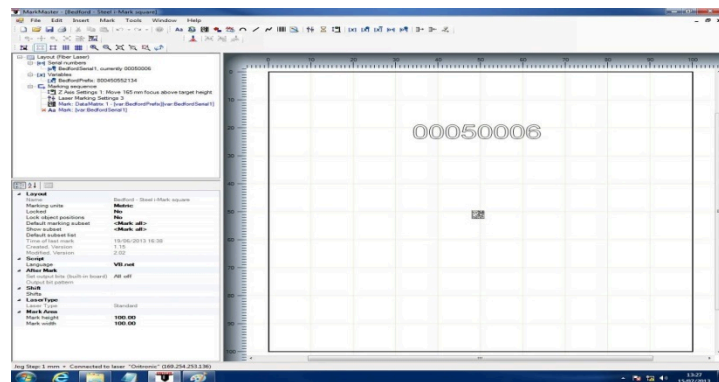 MarkMaster - [Bedford - Steel i-Mark square]
File Edit Insert Mark Tools Window Help
Layout (Fiber Laser)
Serial numbers
BedfordSerial1, currently 00050006
Variables
BedfordPrefix: 000450552134
Marking sequence
Z Axis Settings 1: Move 165 mm focus above target height
Laser Marking Settings 3
Mark: DataMatrix 1 - [var:BedfordPrefix][var:BedfordSerial1]
Mark: [var:BedfordSerial1]
00050006
Layout
Name Bedford - Steel i-Mark square
Marking units Metric
Locked No
Lock object positions No
Default marking subset <Mark all>
Show subset <Mark all>
Default subset list
Time of last mark 19/06/2013 16:38
Created. Version 1.15
Modified. Version 2.02
Script
Language VB.net
After Mark
Set output bits (built-in board) All off
Output bit pattern
Shift
Shifts
LaserType
Laser Type Standard
Mark Area
Mark height 100.00
Mark width 100.00
Jog Step: 1 mm • Connected to laser "Ortronic" (169.254.253.136)
13:27